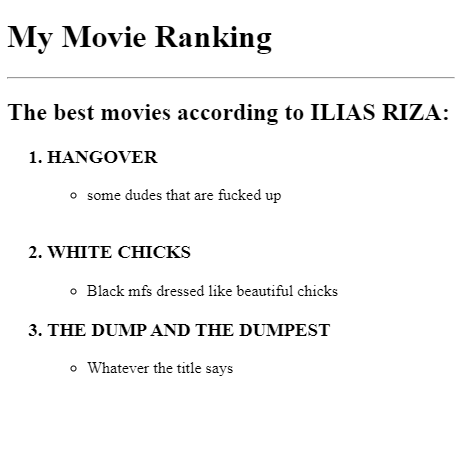 My Movie Ranking
The best movies according to ILIAS RIZA:
1. HANGOVER
some dudes that are fucked up
2. WHITE CHICKS
Black mfs dressed like beautiful chicks
3. THE DUMP AND THE DUMPEST
Whatever the title says